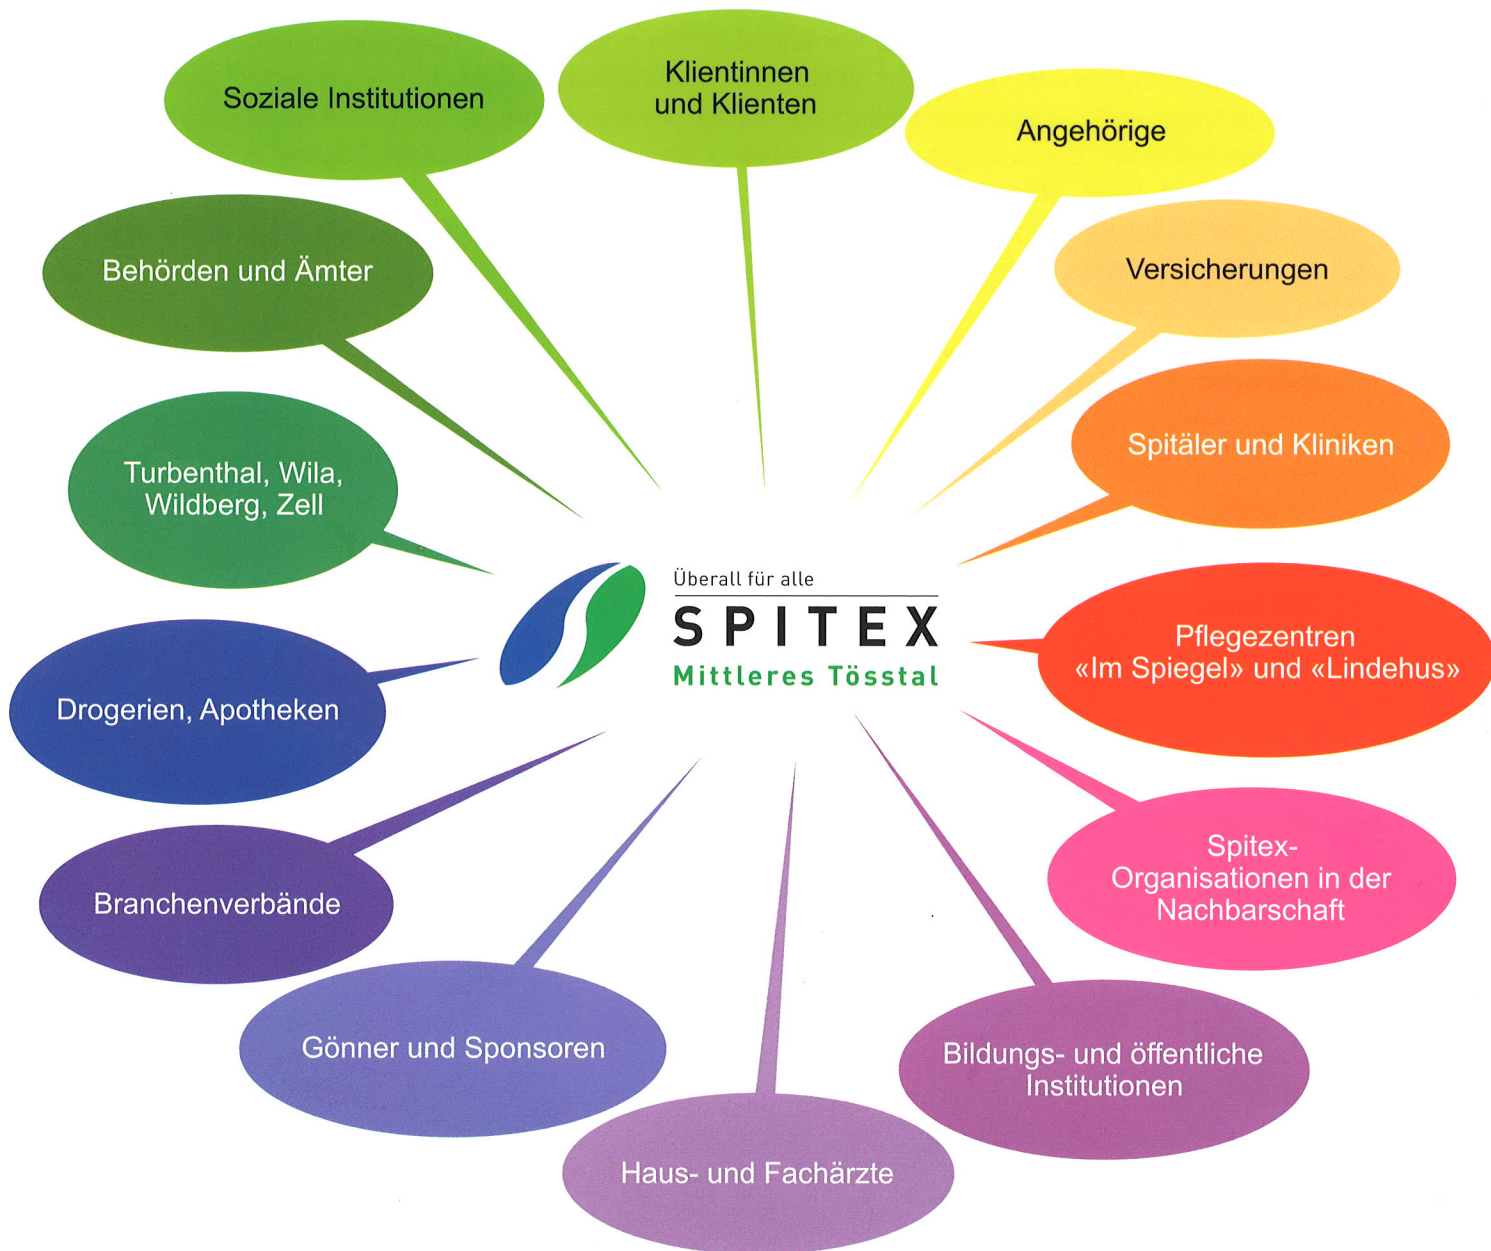 Klientinnen
und Klienten
Soziale Institutionen
Angehörige
Behörden und Ämter
Versicherungen
Spitäler und Kliniken
Turbenthal, Wila,
Wildberg, Zell
Überall für alle
SPITEX
Mittleres Tösstal
Pflegezentren
«Im Spiegel» und «Lindehus»
Drogerien, Apotheken
Spitex-
Organisationen in der
Nachbarschaft
Branchenverbände
Gönner und Sponsoren
Bildungs- und öffentliche
Institutionen
Haus- und Fachärzte